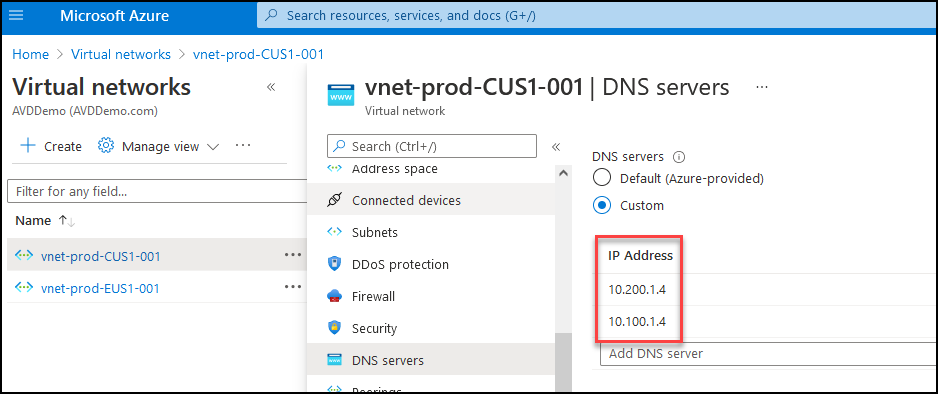 Microsoft Azure
Search resources, services, and docs (G+/)
Home > Virtual networks > vnet-prod-CUS1-001
Virtual networks
AVDDemo (AVDDemo.com)
Create
Manage view
Filter for any field...
Name
vnet-prod-CUS1-001
vnet-prod-EUS1-001
vnet-prod-CUS1-001 | DNS servers
Virtual network
Search (Ctrl+/)
Address space
Connected devices
Subnets
DDoS protection
Firewall
Security
DNS servers
Peerings
DNS servers
Default (Azure-provided)
Custom
IP Address
10.200.1.4
10.100.1.4
Add DNS server